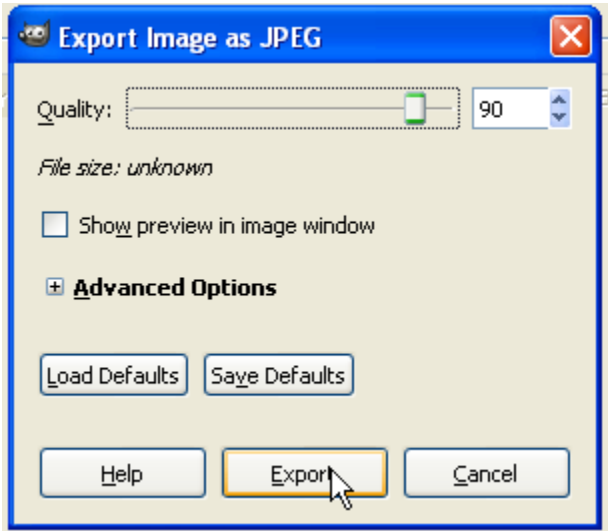 Export Image as JPEG
Quality: 90
File size: unknown
Show preview in image window
Advanced Options
Load Defaults Save Defaults
Help Export Cancel